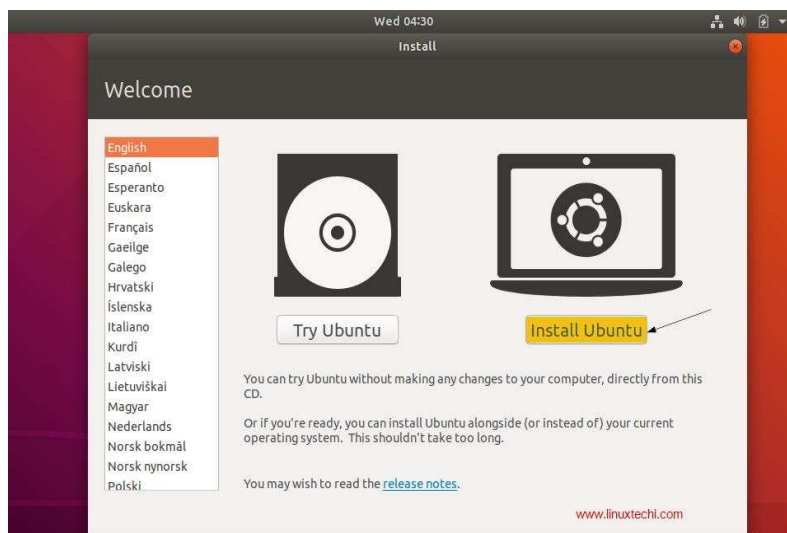 Wed 04:30
Install
Welcome
English
Español
Esperanto
Euskara
Français
Gaeilge
Galego
Hrvatski
Íslenska
Italiano
Kurdî
Latviski
Lietuviškai
Magyar
Nederlands
Norsk bokmål
Norsk nynorsk
Polski
Try Ubuntu
Install Ubuntu
You can try Ubuntu without making any changes to your computer, directly from this
CD.
Or if you're ready, you can install Ubuntu alongside (or instead of) your current
operating system. This shouldn't take too long.
You may wish to read the release notes.
www.linuxtechi.com